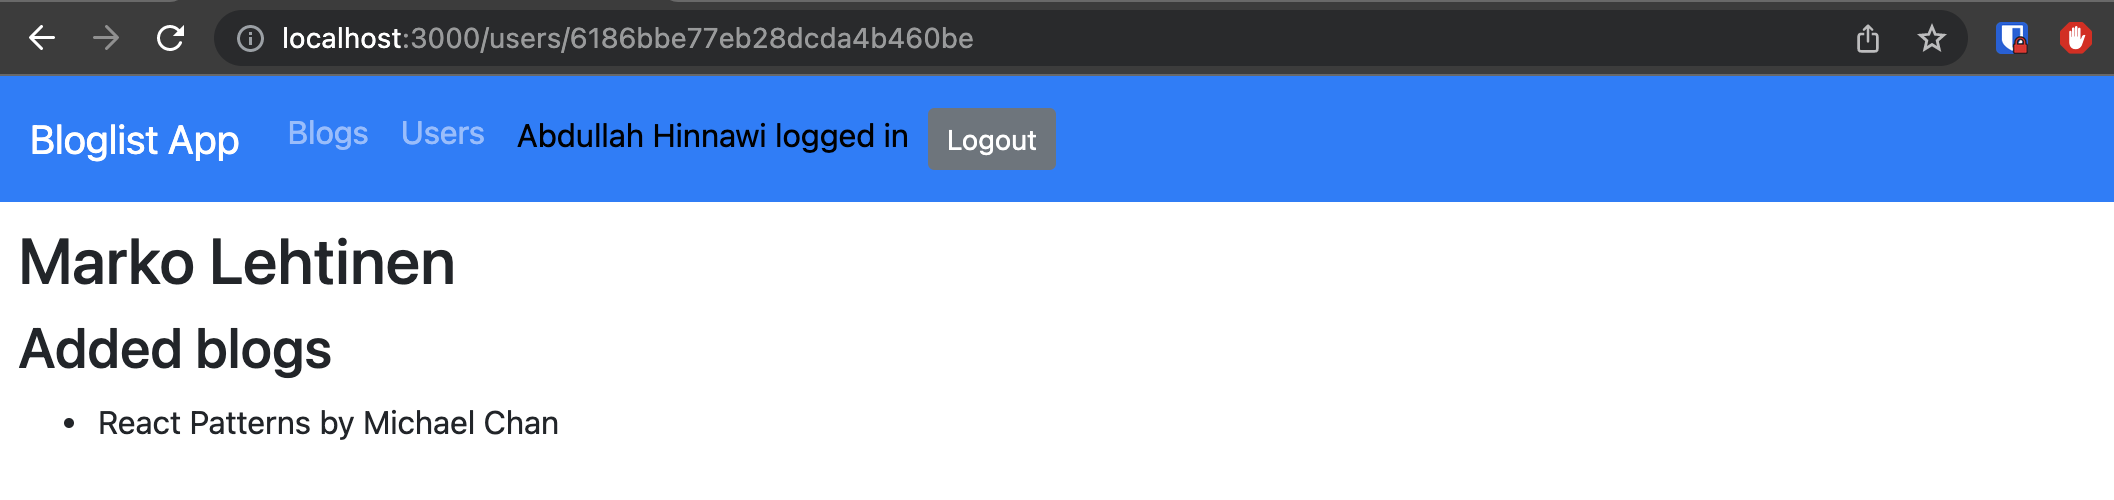 localhost:3000/users/6186bbe77eb28dcda4b460be
Bloglist App Blogs Users Abdullah Hinnawi logged in Logout
Marko Lehtinen
Added blogs
• React Patterns by Michael Chan